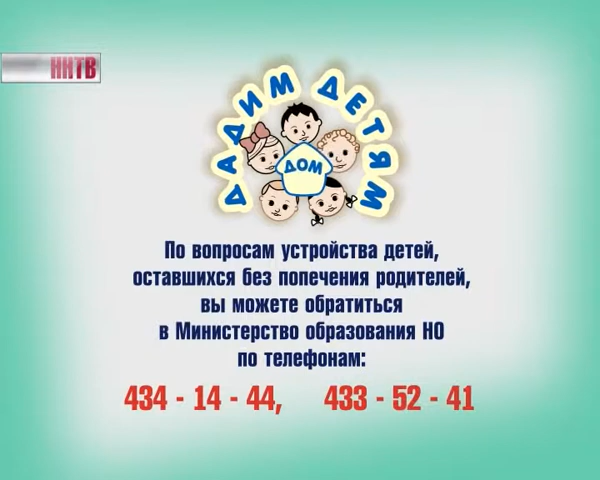 ННТВ
ДАДИМ ДЕТЯМ
ДОМ
По вопросам устройства детей,
оставшихся без попечения родителей,
вы можете обратиться
в Министерство образования НО
по телефонам:
434 - 14 - 44, 433 - 52 - 41